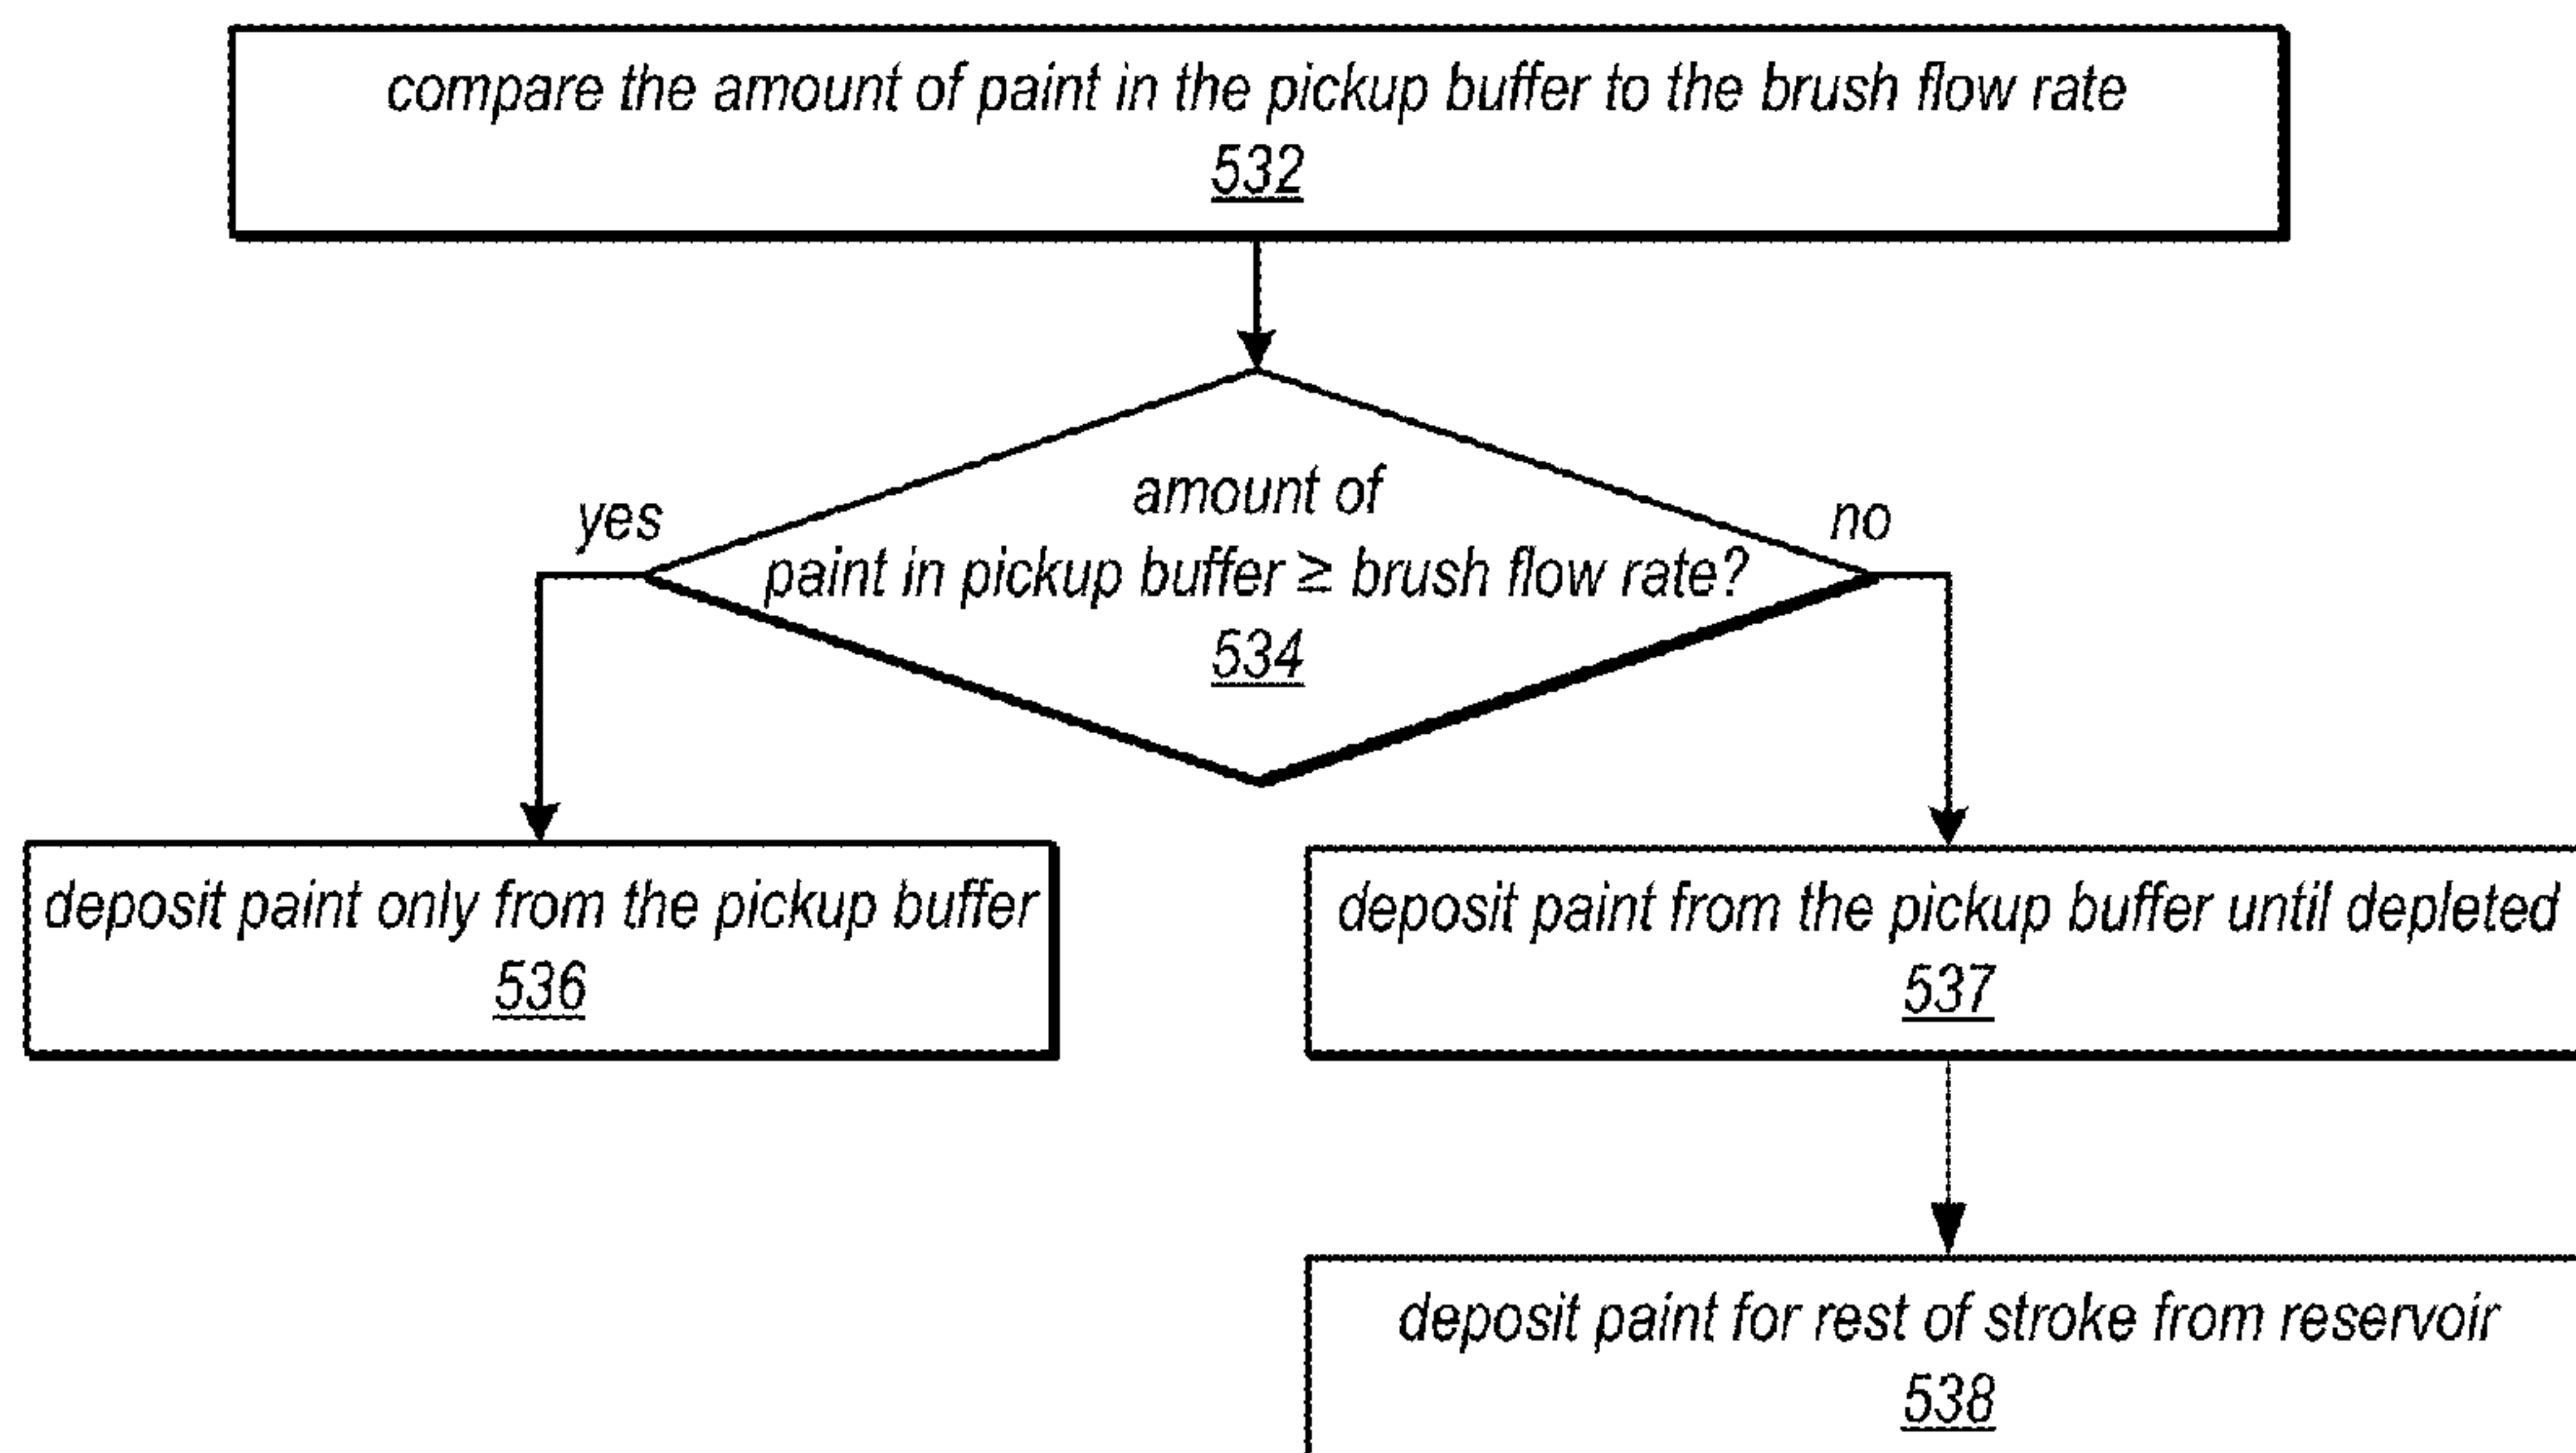 compare the amount of paint in the pickup buffer to the brush flow rate
532
amount of
paint in pickup buffer ≥ brush flow rate?
534
yes
no
deposit paint only from the pickup buffer
536
deposit paint from the pickup buffer until depleted
537
deposit paint for rest of stroke from reservoir
538